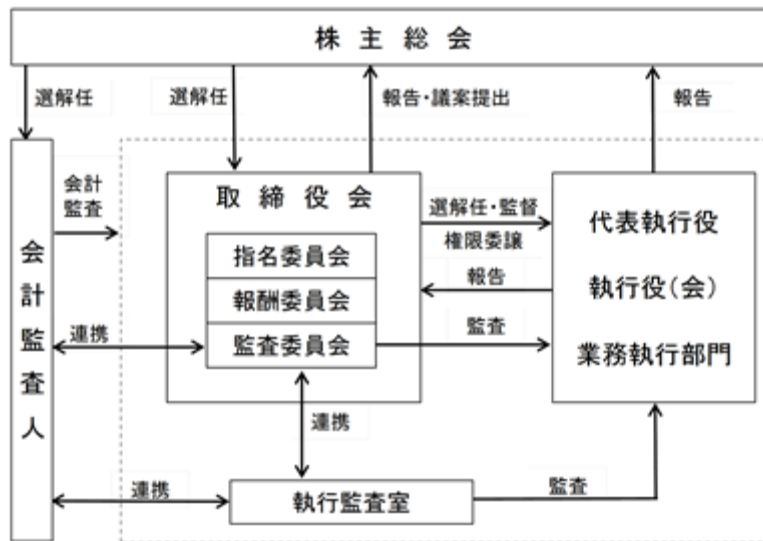 株主総会
選解任
選解任
報告・議案提出
報告
会計
監査
取締役会
選解任・監督
権限委譲
代表執行役
指名委員会
報告
執行役(会)
報酬委員会
連携
監査委員会
監査
業務執行部門
会計監査人
連携
連携
執行監査室
監査